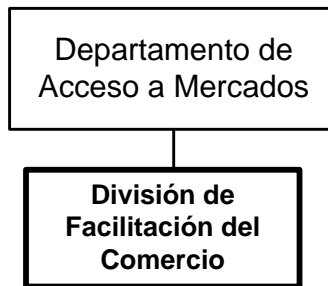 Departamento de
Acceso a Mercados
División de
Facilitación del
Comercio